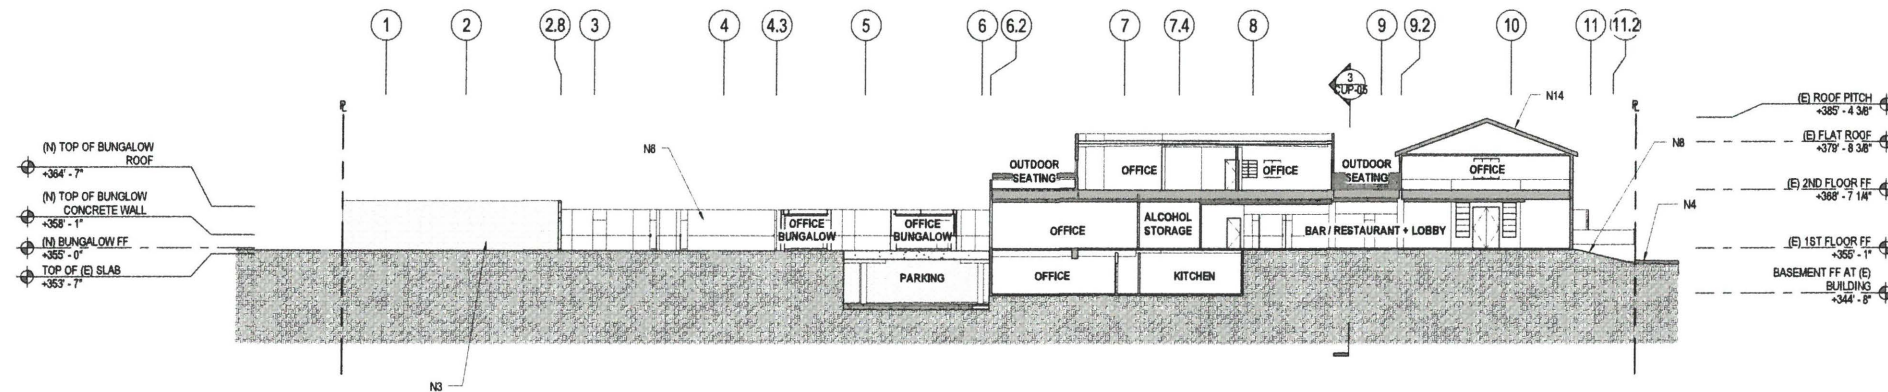 1 2 2.8 3 4 4.3 5 6 6.2 7 7.4 8 9 9.2 10 11 11.2
3
CUP-05
N14
N6
N8
N4
N3
(N) TOP OF BUNGALOW
ROOF
+364' - 7"
(N) TOP OF BUNGLOW
CONCRETE WALL
+358' - 1"
(N) BUNGALOW FF
+355' - 0"
TOP OF (E) SLAB
+353' - 7"
OUTDOOR
SEATING
OFFICE
OFFICE
OUTDOOR
SEATING
OFFICE
OFFICE
BUNGALOW
OFFICE
BUNGALOW
OFFICE
ALCOHOL
STORAGE
BAR / RESTAURANT + LOBBY
PARKING
OFFICE
KITCHEN
(E) ROOF PITCH
+385' - 4 3/8"
(E) FLAT ROOF
+378' - 8 3/8"
(E) 2ND FLOOR FF
+368' - 7 1/4"
(E) 1ST FLOOR FF
+355' - 1"
BASEMENT FF AT (E)
BUILDING
+344' - 8"